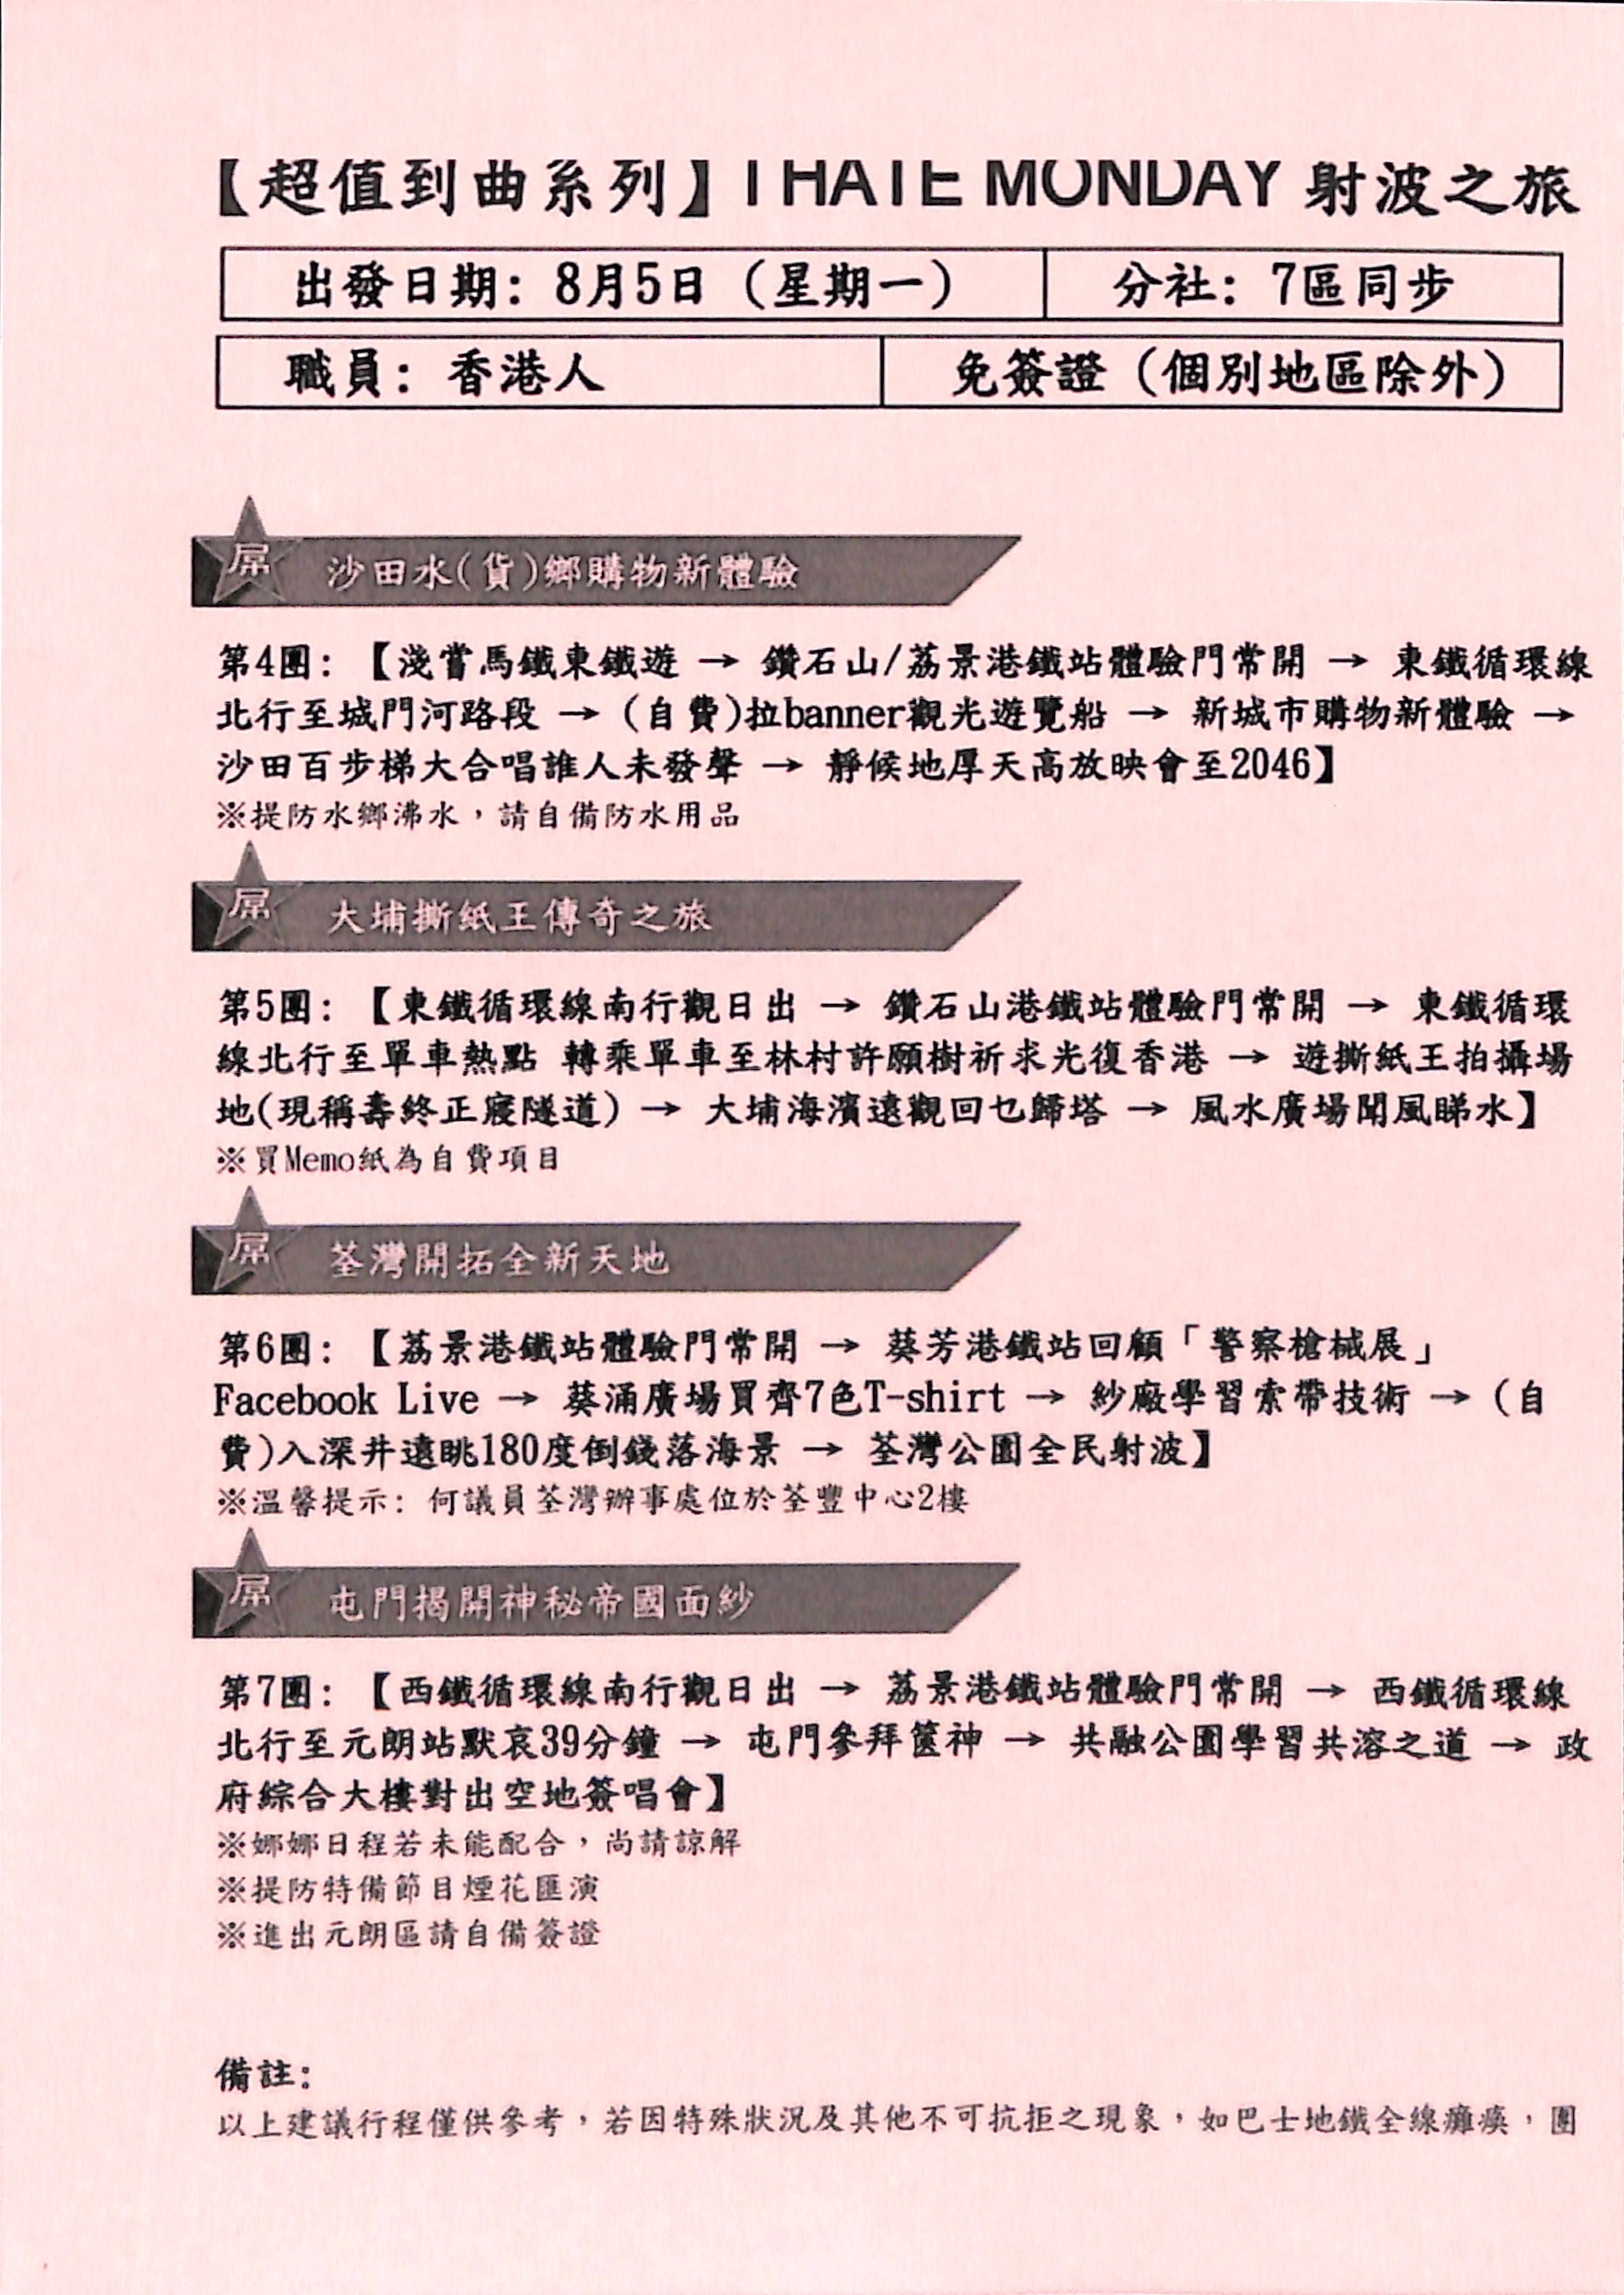 【超值到曲系列】I HATE MONDAY 射波之旅
出發日期: 8月5日 (星期一) 分社: 7區同步
職員: 香港人 免簽證 (個別地區除外)
屌 沙田水(貨)鄉購物新體驗
第4團: 【淺嘗馬鐵東鐵遊 → 鑽石山/荔景港鐵站體驗門常開 → 東鐵循環線
北行至城門河路段 → (自費)拉banner觀光遊覽船 → 新城市購物新體驗 →
沙田百步梯大合唱誰人未發聲 → 靜候地厚天高放映會至2046】
※提防水鄉沸水，請自備防水用品
屌 大埔撕紙王傳奇之旅
第5團: 【東鐵循環線南行觀日出 → 鑽石山港鐵站體驗門常開 → 東鐵循環
線北行至單車熱點 轉乘單車至林村許願樹祈求光復香港 → 遊撕紙王拍攝場
地(現稱壽終正寢隧道) → 大埔海濱遠觀回乜歸塔 → 風水廣場聞風睇水】
※買Memo紙為自費項目
屌 荃灣開拓全新天地
第6團: 【荔景港鐵站體驗門常開 → 葵芳港鐵站回顧「警察槍械展」
Facebook Live → 葵涌廣場買齊7色T-shirt → 紗廠學習索帶技術 → (自
費)入深井遠眺180度倒錢落海景 → 荃灣公園全民射波】
※溫馨提示: 何議員荃灣辦事處位於荃豐中心2樓
屌 屯門揭開神秘帝國面紗
第7團: 【西鐵循環線南行觀日出 → 荔景港鐵站體驗門常開 → 西鐵循環線
北行至元朗站默哀39分鐘 → 屯門參拜篋神 → 共融公園學習共溶之道 → 政
府綜合大樓對出空地簽唱會】
※娜娜日程若未能配合，尚請諒解
※提防特備節目煙花匯演
※進出元朗區請自備簽證
備註:
以上建議行程僅供參考，若因特殊狀況及其他不可抗拒之現象，如巴士地鐵全線癱瘓，團